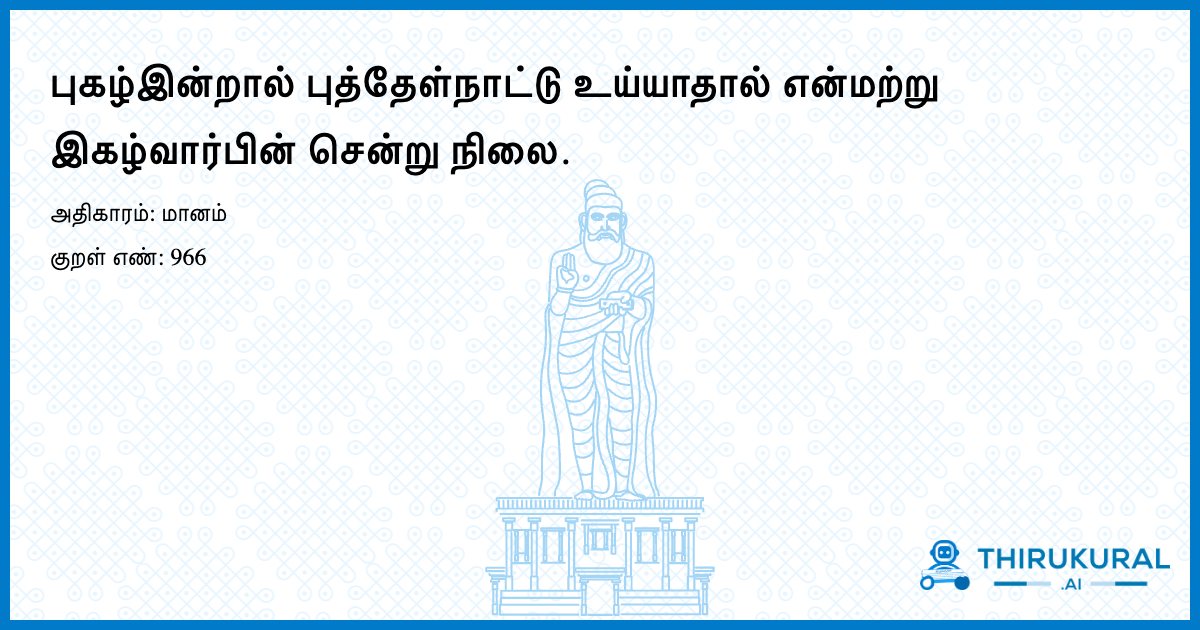 புகழ்இன்றால் புத்தேள்நாட்டு உய்யாதால் என்மற்று
இகழ்வார்பின் சென்று நிலை.
அதிகாரம்: மானம்
குறள் எண்: 966
THIRUKURAL
.AI